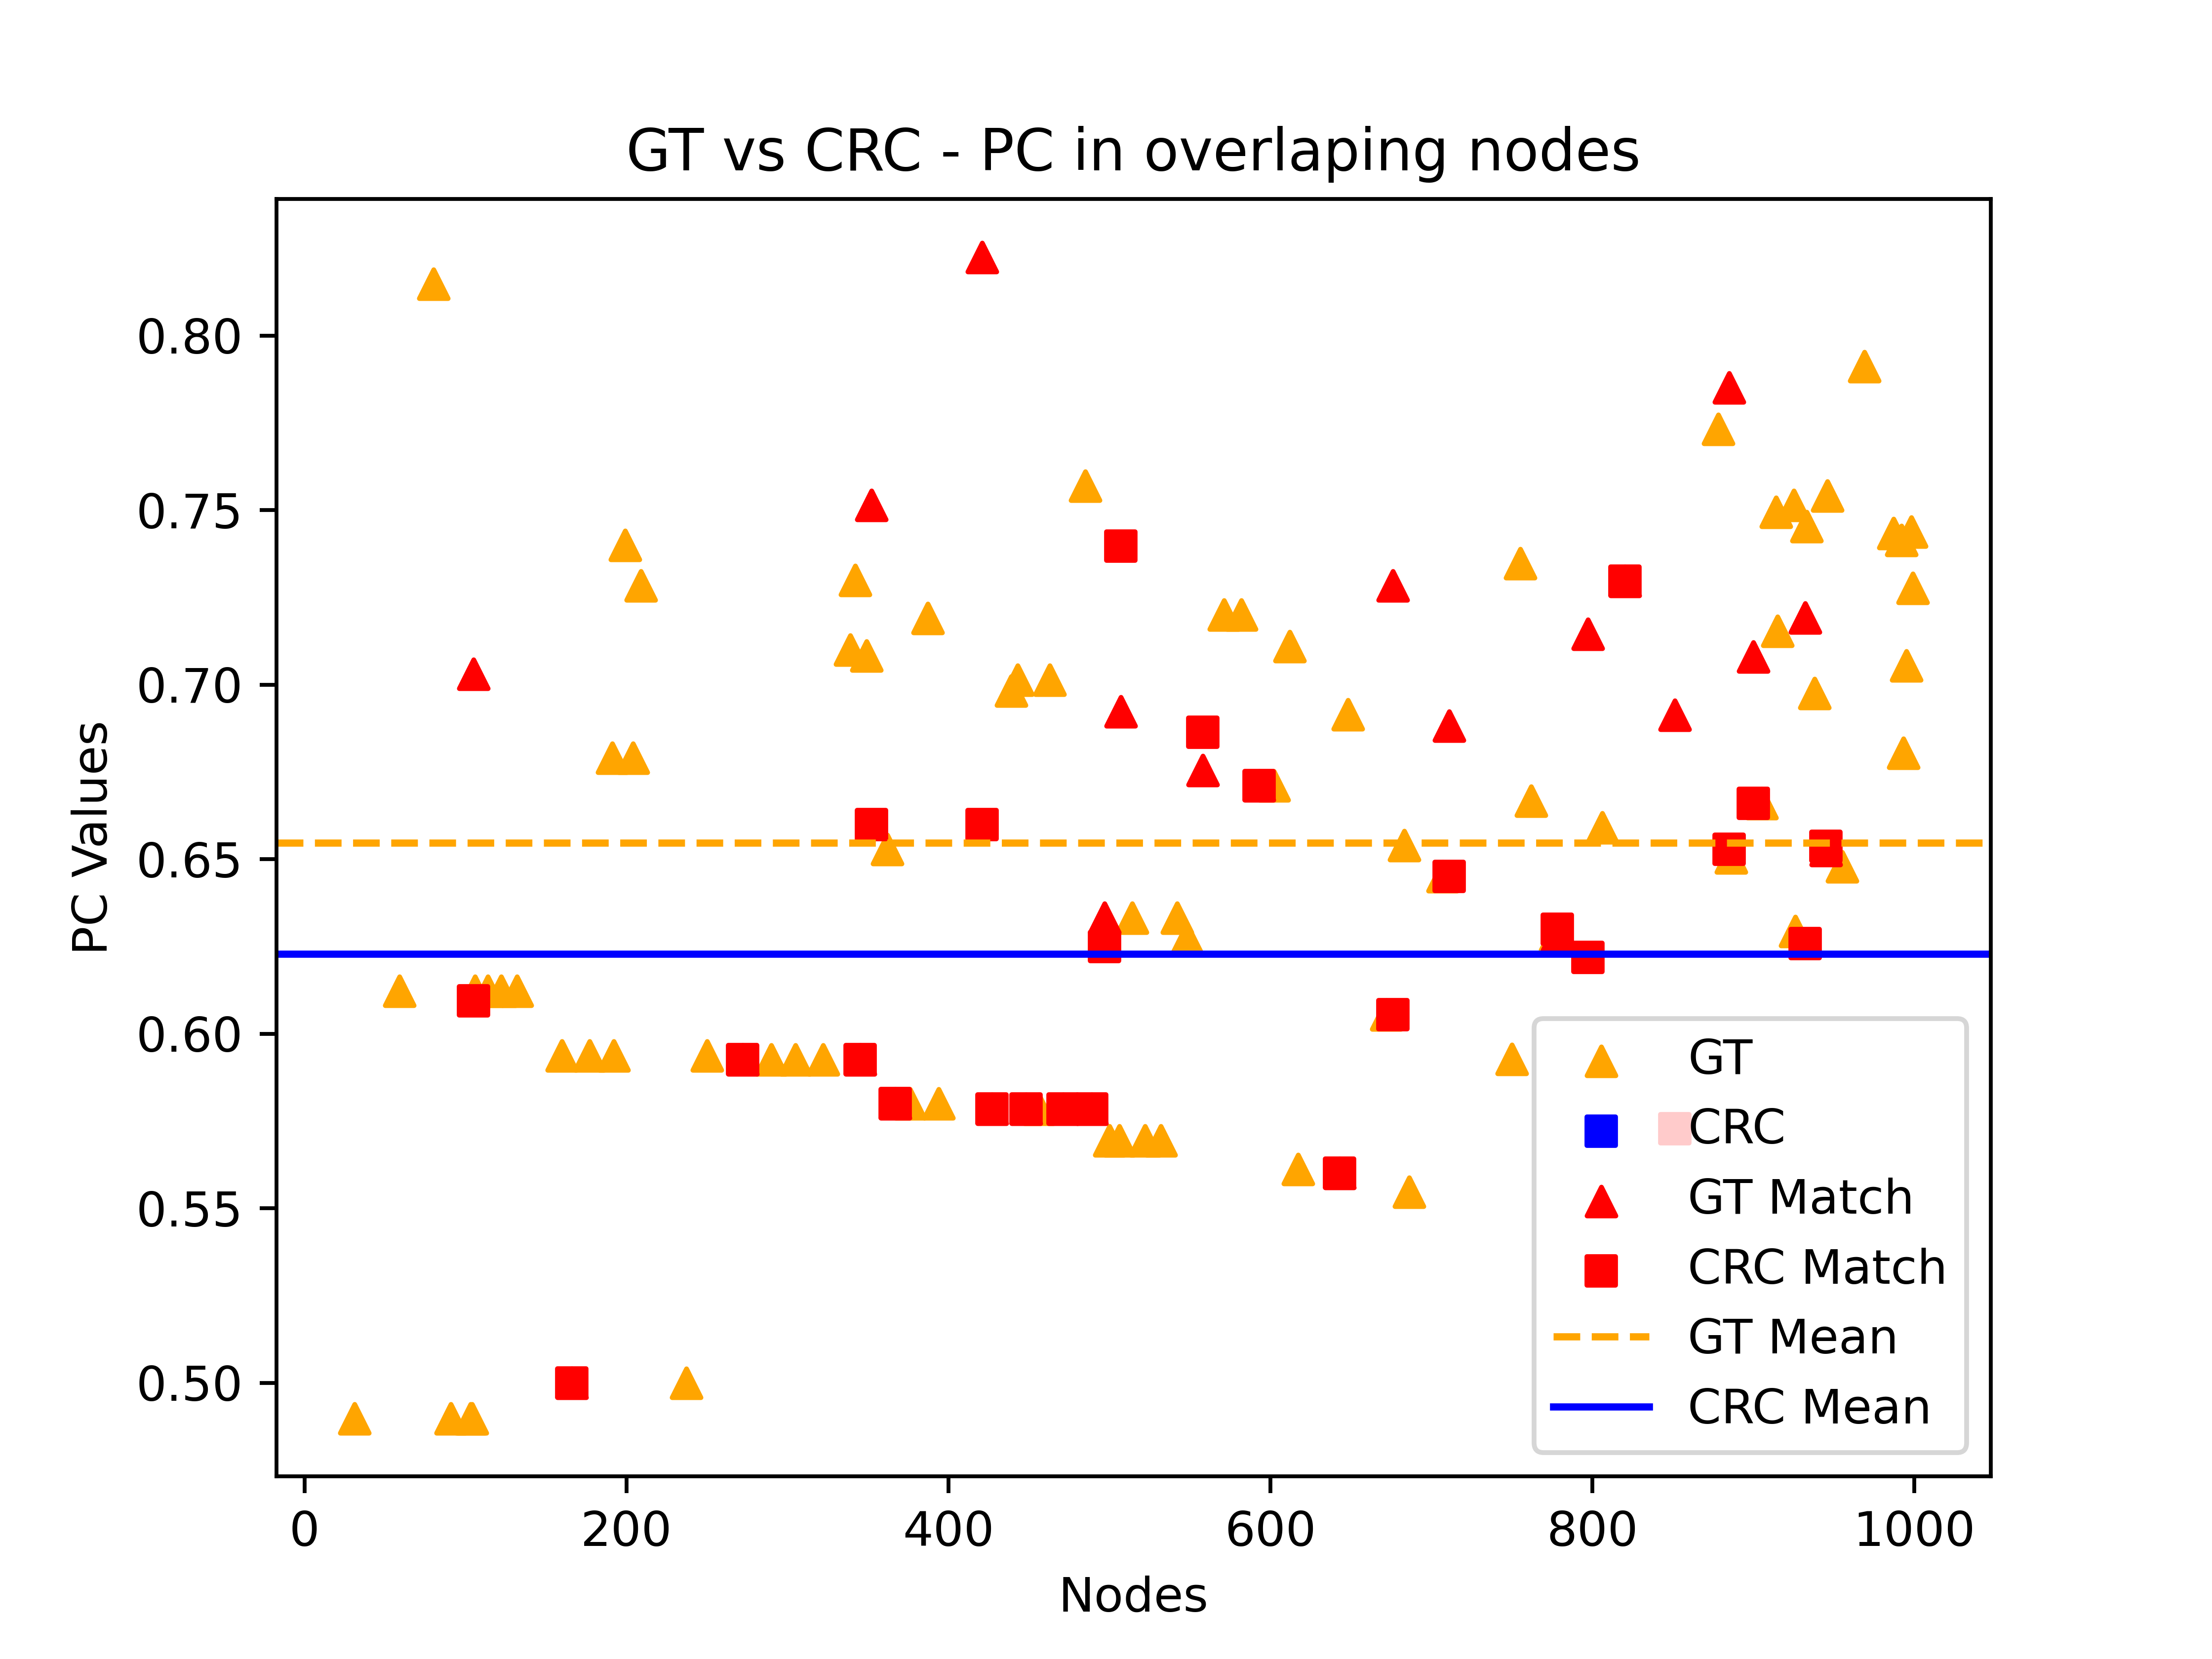 GT vs CRC - PC in overlaping nodes
0.80
0.75
0.70
0.65
0.60
0.55
0.50
PC Values
GT
CRC
GT Match
CRC Match
GT Mean
CRC Mean
0 200 400 600 800 1000
Nodes